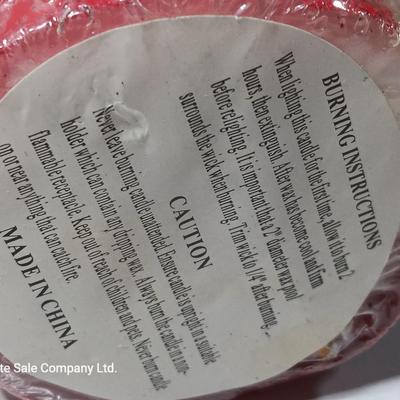 BURNING INSTRUCTIONS
When lighting this candle for the first time, allow it to burn 2
hours, then extinguish. After wax has become cool and firm
before relighting. It is important that a 2" diameter wax pool
surrounds the wick when burning. Trim wick to 1/4" after burning.
CAUTION
Never leave burning candle unattended. Ensure candle is upright in a suitable
holder which can contain any dripping wax. Always burn the candle in a non-
flammable receptacle. Keep out of reach of children and pets. Never burn candle
on or near anything that can catch fire.
MADE IN CHINA
te Sale Company Ltd.